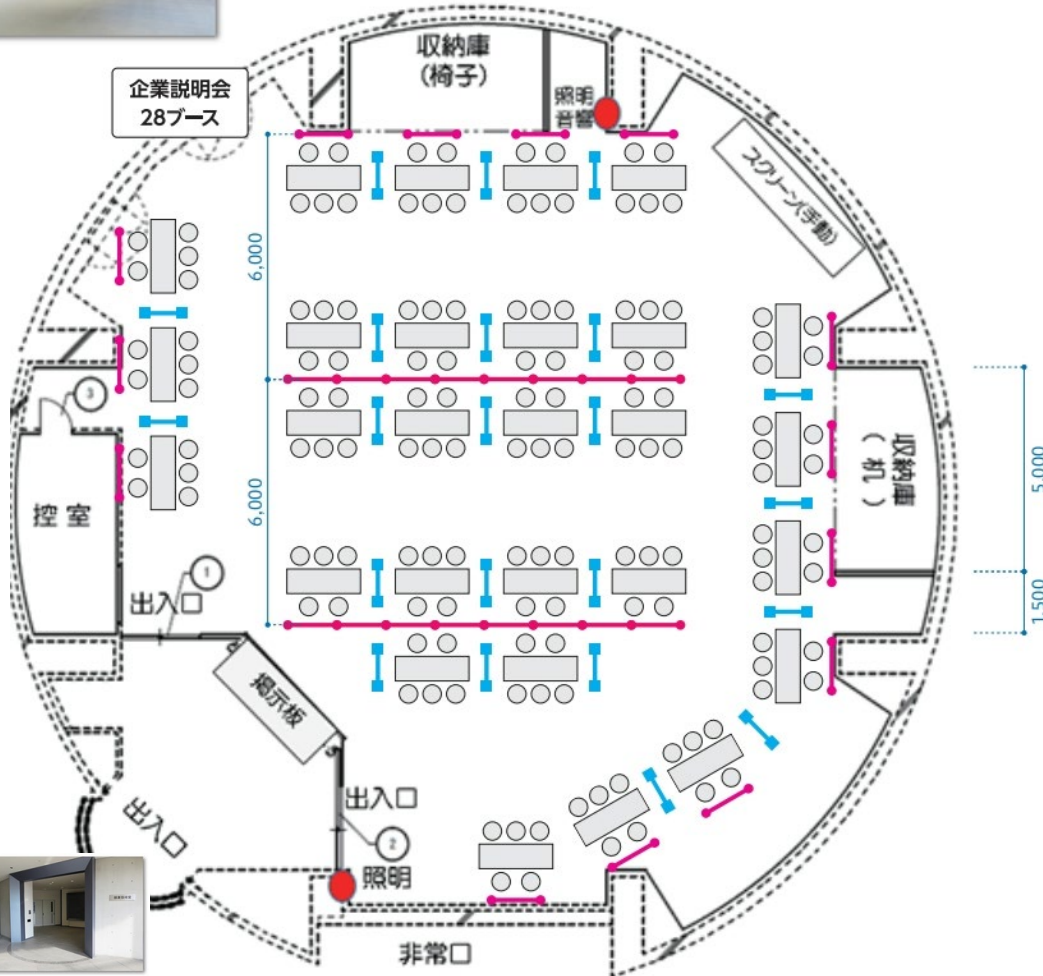 企業説明会
28ブース
収納庫
(椅子)
照明
音響
スクリーン(手動)
6,000
6,000
3
控室
1
出入口
掲示板
出入口
2
照明
出入口
非常口
収納庫
(机)
5,000
1,500